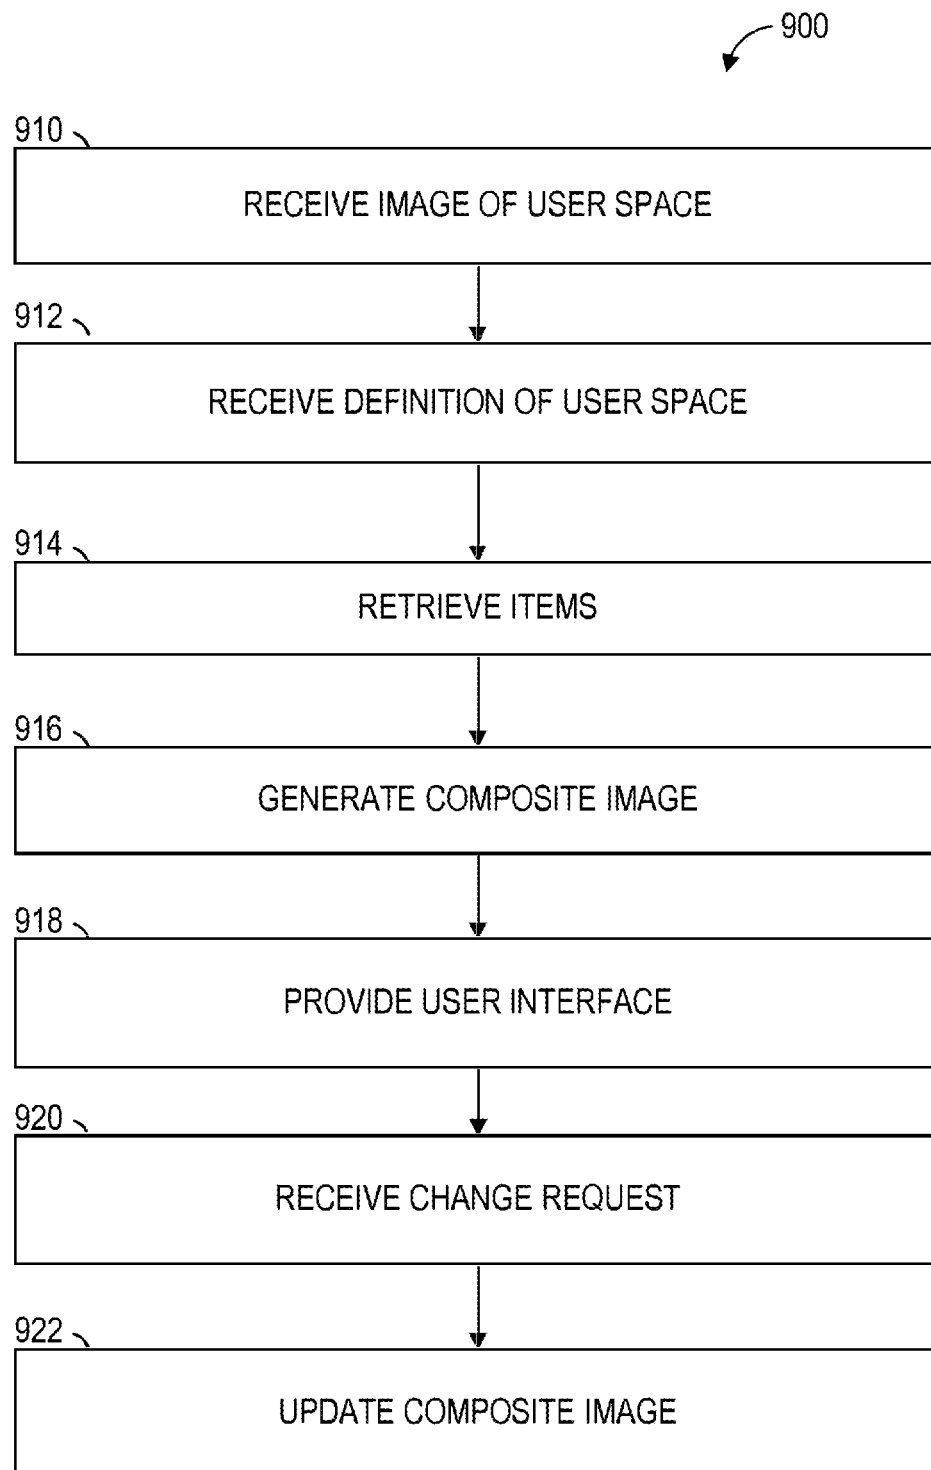 900
910
RECEIVE IMAGE OF USER SPACE
912
RECEIVE DEFINITION OF USER SPACE
914
RETRIEVE ITEMS
916
GENERATE COMPOSITE IMAGE
918
PROVIDE USER INTERFACE
920
RECEIVE CHANGE REQUEST
922
UPDATE COMPOSITE IMAGE